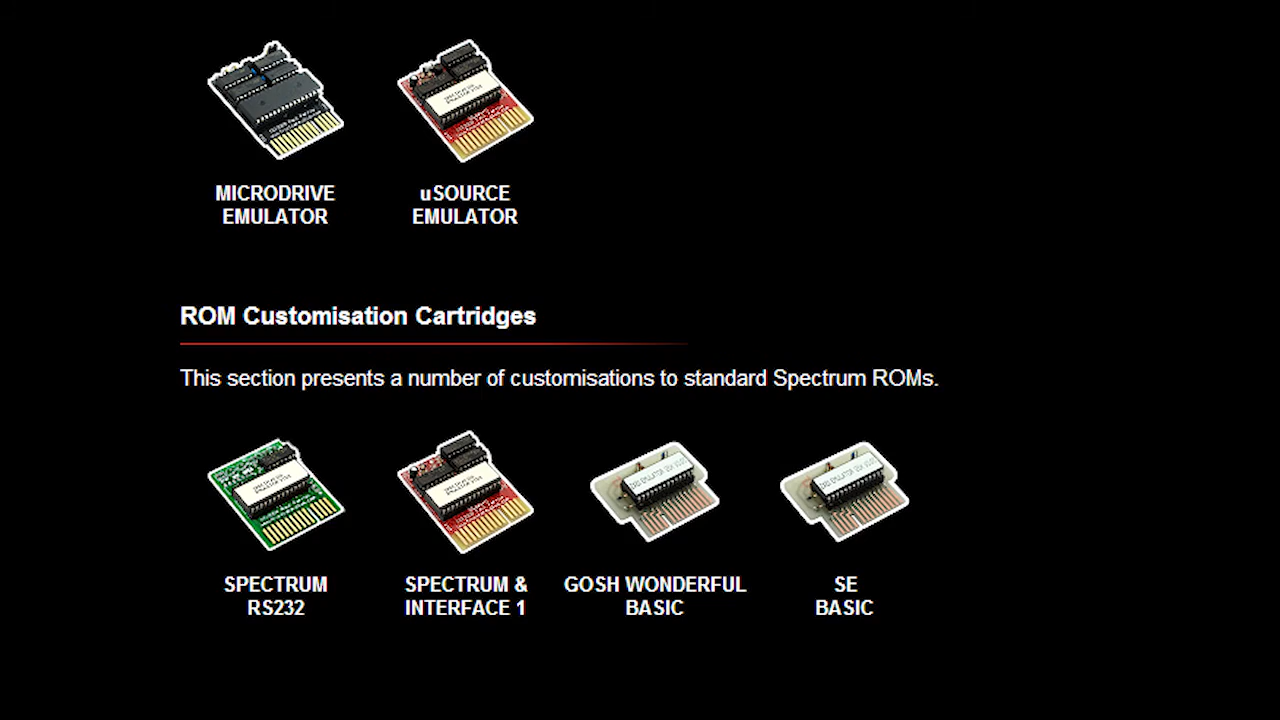 MICRODRIVE
EMULATOR
uSOURCE
EMULATOR
ROM Customisation Cartridges
This section presents a number of customisations to standard Spectrum ROMs.
SPECTRUM
RS232
SPECTRUM &
INTERFACE 1
GOSH WONDERFUL
BASIC
SE
BASIC